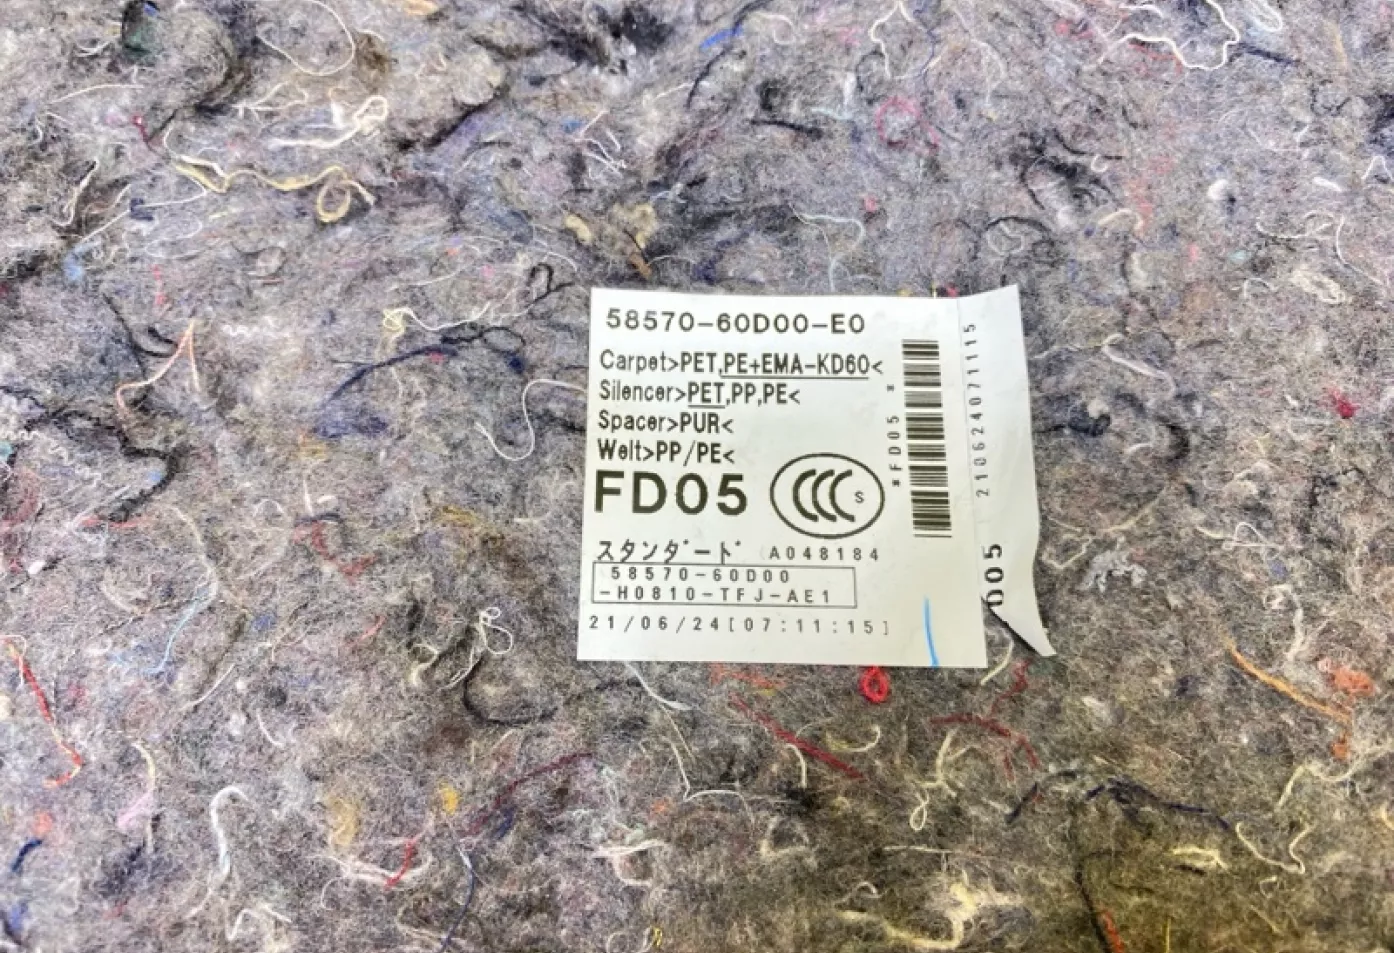 58570-60D00-E0
Carpet>PET,PE+EMA-KD60<
Silencer>PET,PP,PE<
Spacer>PUR<
Welt>PP/PE<
FD05
CCC S
スタンダード A048184
58570-60D00
-H0810-TFJ-AE1
21/06/24[07:11:15]
*FD05 *
210624071115
D05